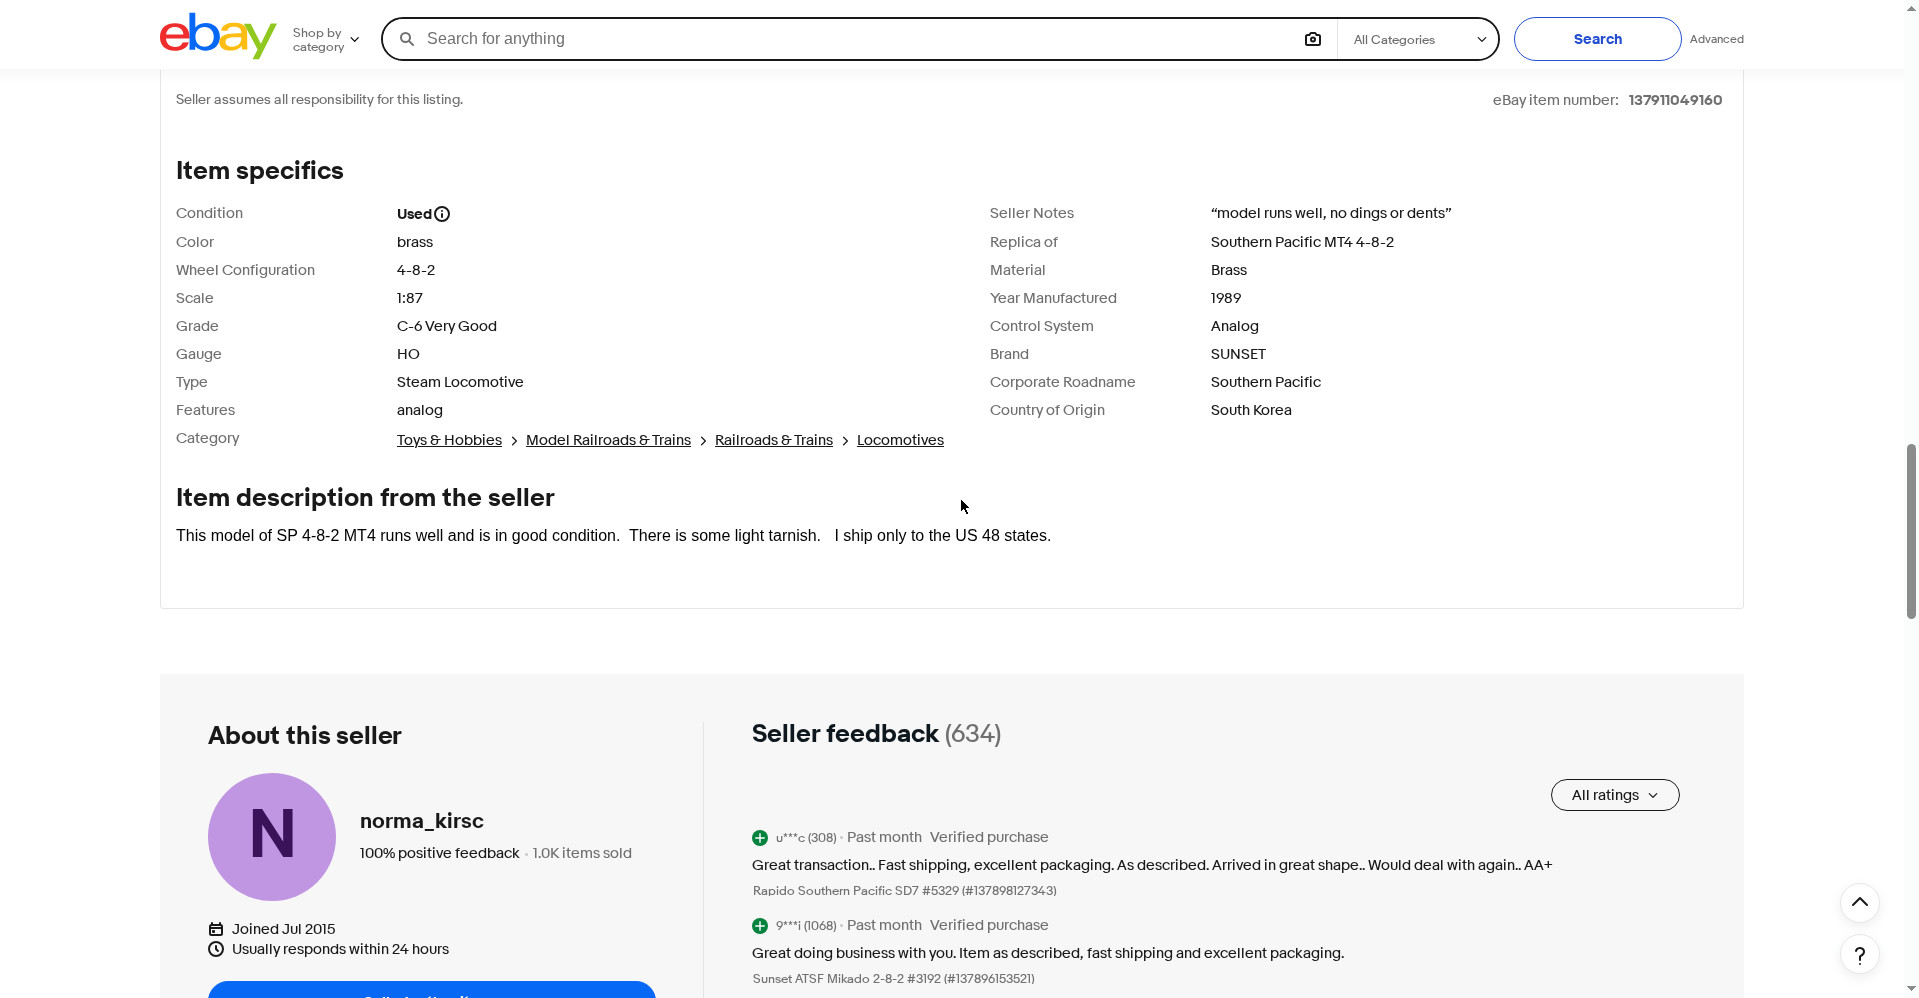 ebay
Shop by
category
Search for anything
All Categories
Search
Advanced
Seller assumes all responsibility for this listing.
eBay item number: 137911049160
Item specifics
Condition Used Seller Notes “model runs well, no dings or dents”
Color brass Replica of Southern Pacific MT4 4-8-2
Wheel Configuration 4-8-2 Material Brass
Scale 1:87 Year Manufactured 1989
Grade C-6 Very Good Control System Analog
Gauge HO Brand SUNSET
Type Steam Locomotive Corporate Roadname Southern Pacific
Features analog Country of Origin South Korea
Category Toys & Hobbies > Model Railroads & Trains > Railroads & Trains > Locomotives
Item description from the seller
This model of SP 4-8-2 MT4 runs well and is in good condition. There is some light tarnish. I ship only to the US 48 states.
About this seller
N
norma_kirsc
100% positive feedback · 1.0K items sold
Joined Jul 2015
Usually responds within 24 hours
Seller feedback (634)
All ratings
u***c (308) · Past month Verified purchase
Great transaction.. Fast shipping, excellent packaging. As described. Arrived in great shape.. Would deal with again.. AA+
Rapido Southern Pacific SD7 #5329 (#137898127343)
9***i (1068) · Past month Verified purchase
Great doing business with you. Item as described, fast shipping and excellent packaging.
Sunset ATSF Mikado 2-8-2 #3192 (#137896153521)
?